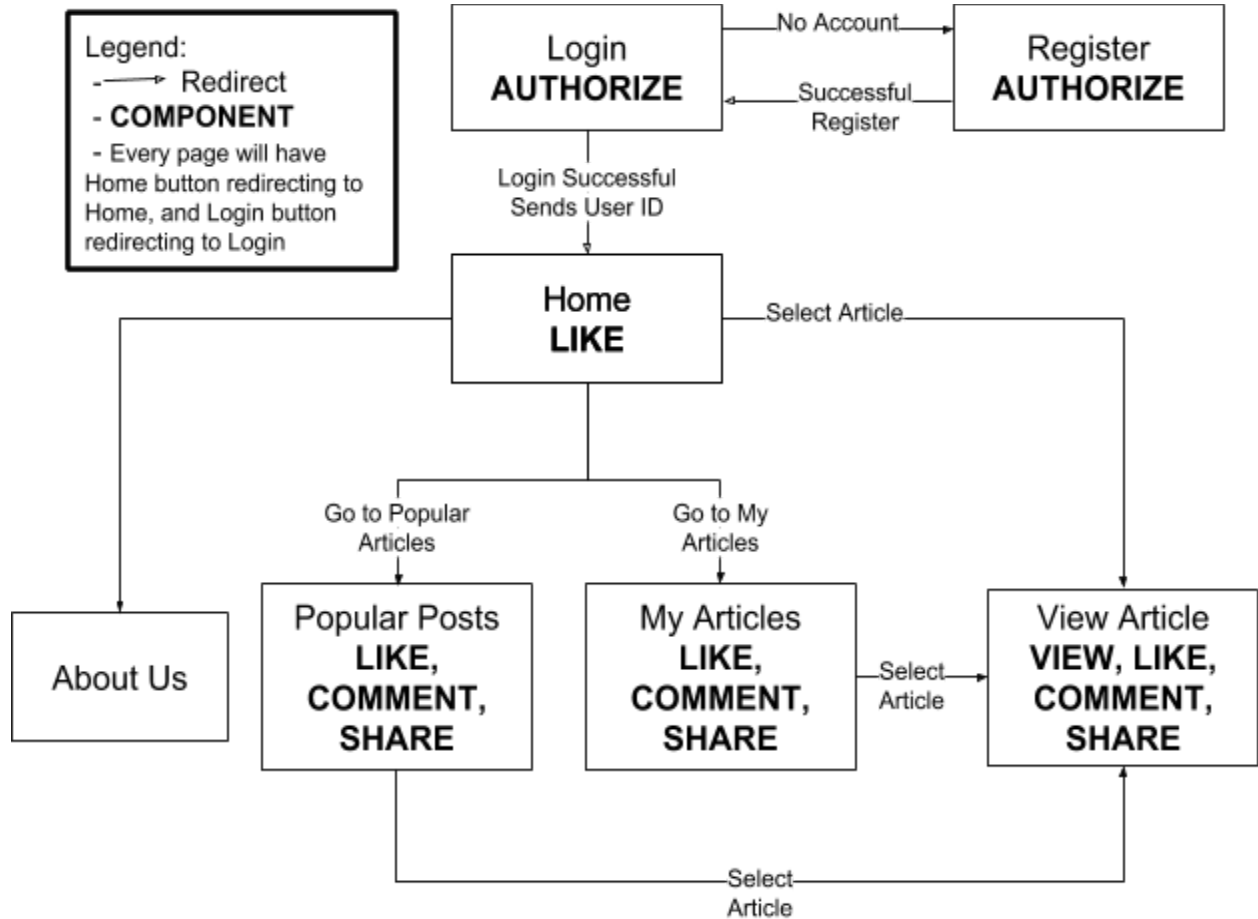 Legend:
- Redirect
- COMPONENT
- Every page will have
Home button redirecting to
Home, and Login button
redirecting to Login
Login
AUTHORIZE
No Account
Register
AUTHORIZE
Successful
Register
Login Successful
Sends User ID
Home
LIKE
Select Article
Go to Popular
Articles
Go to My
Articles
About Us
Popular Posts
LIKE,
COMMENT,
SHARE
My Articles
LIKE,
COMMENT,
SHARE
Select
Article
View Article
VIEW, LIKE,
COMMENT,
SHARE
Select
Article